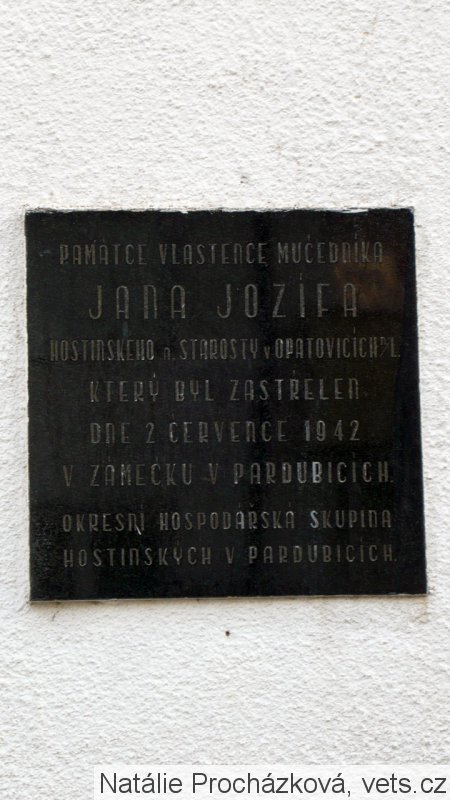 PAMÁTCE VLASTENCE MUČEDNÍKA
JANA JOZÍFA
HOSTINSKÉHO A. STAROSTY V OPATOVICÍCH N/L.
KTERÝ BYL ZASTŘELEN
DNE 2 ČERVENCE 1942
V ZÁMEČKU V PARDUBICÍCH.
OKRESNÍ HOSPODÁŘSKÁ SKUPINA
HOSTINSKÝCH V PARDUBICÍCH.
Natálie Procházková, vets.cz